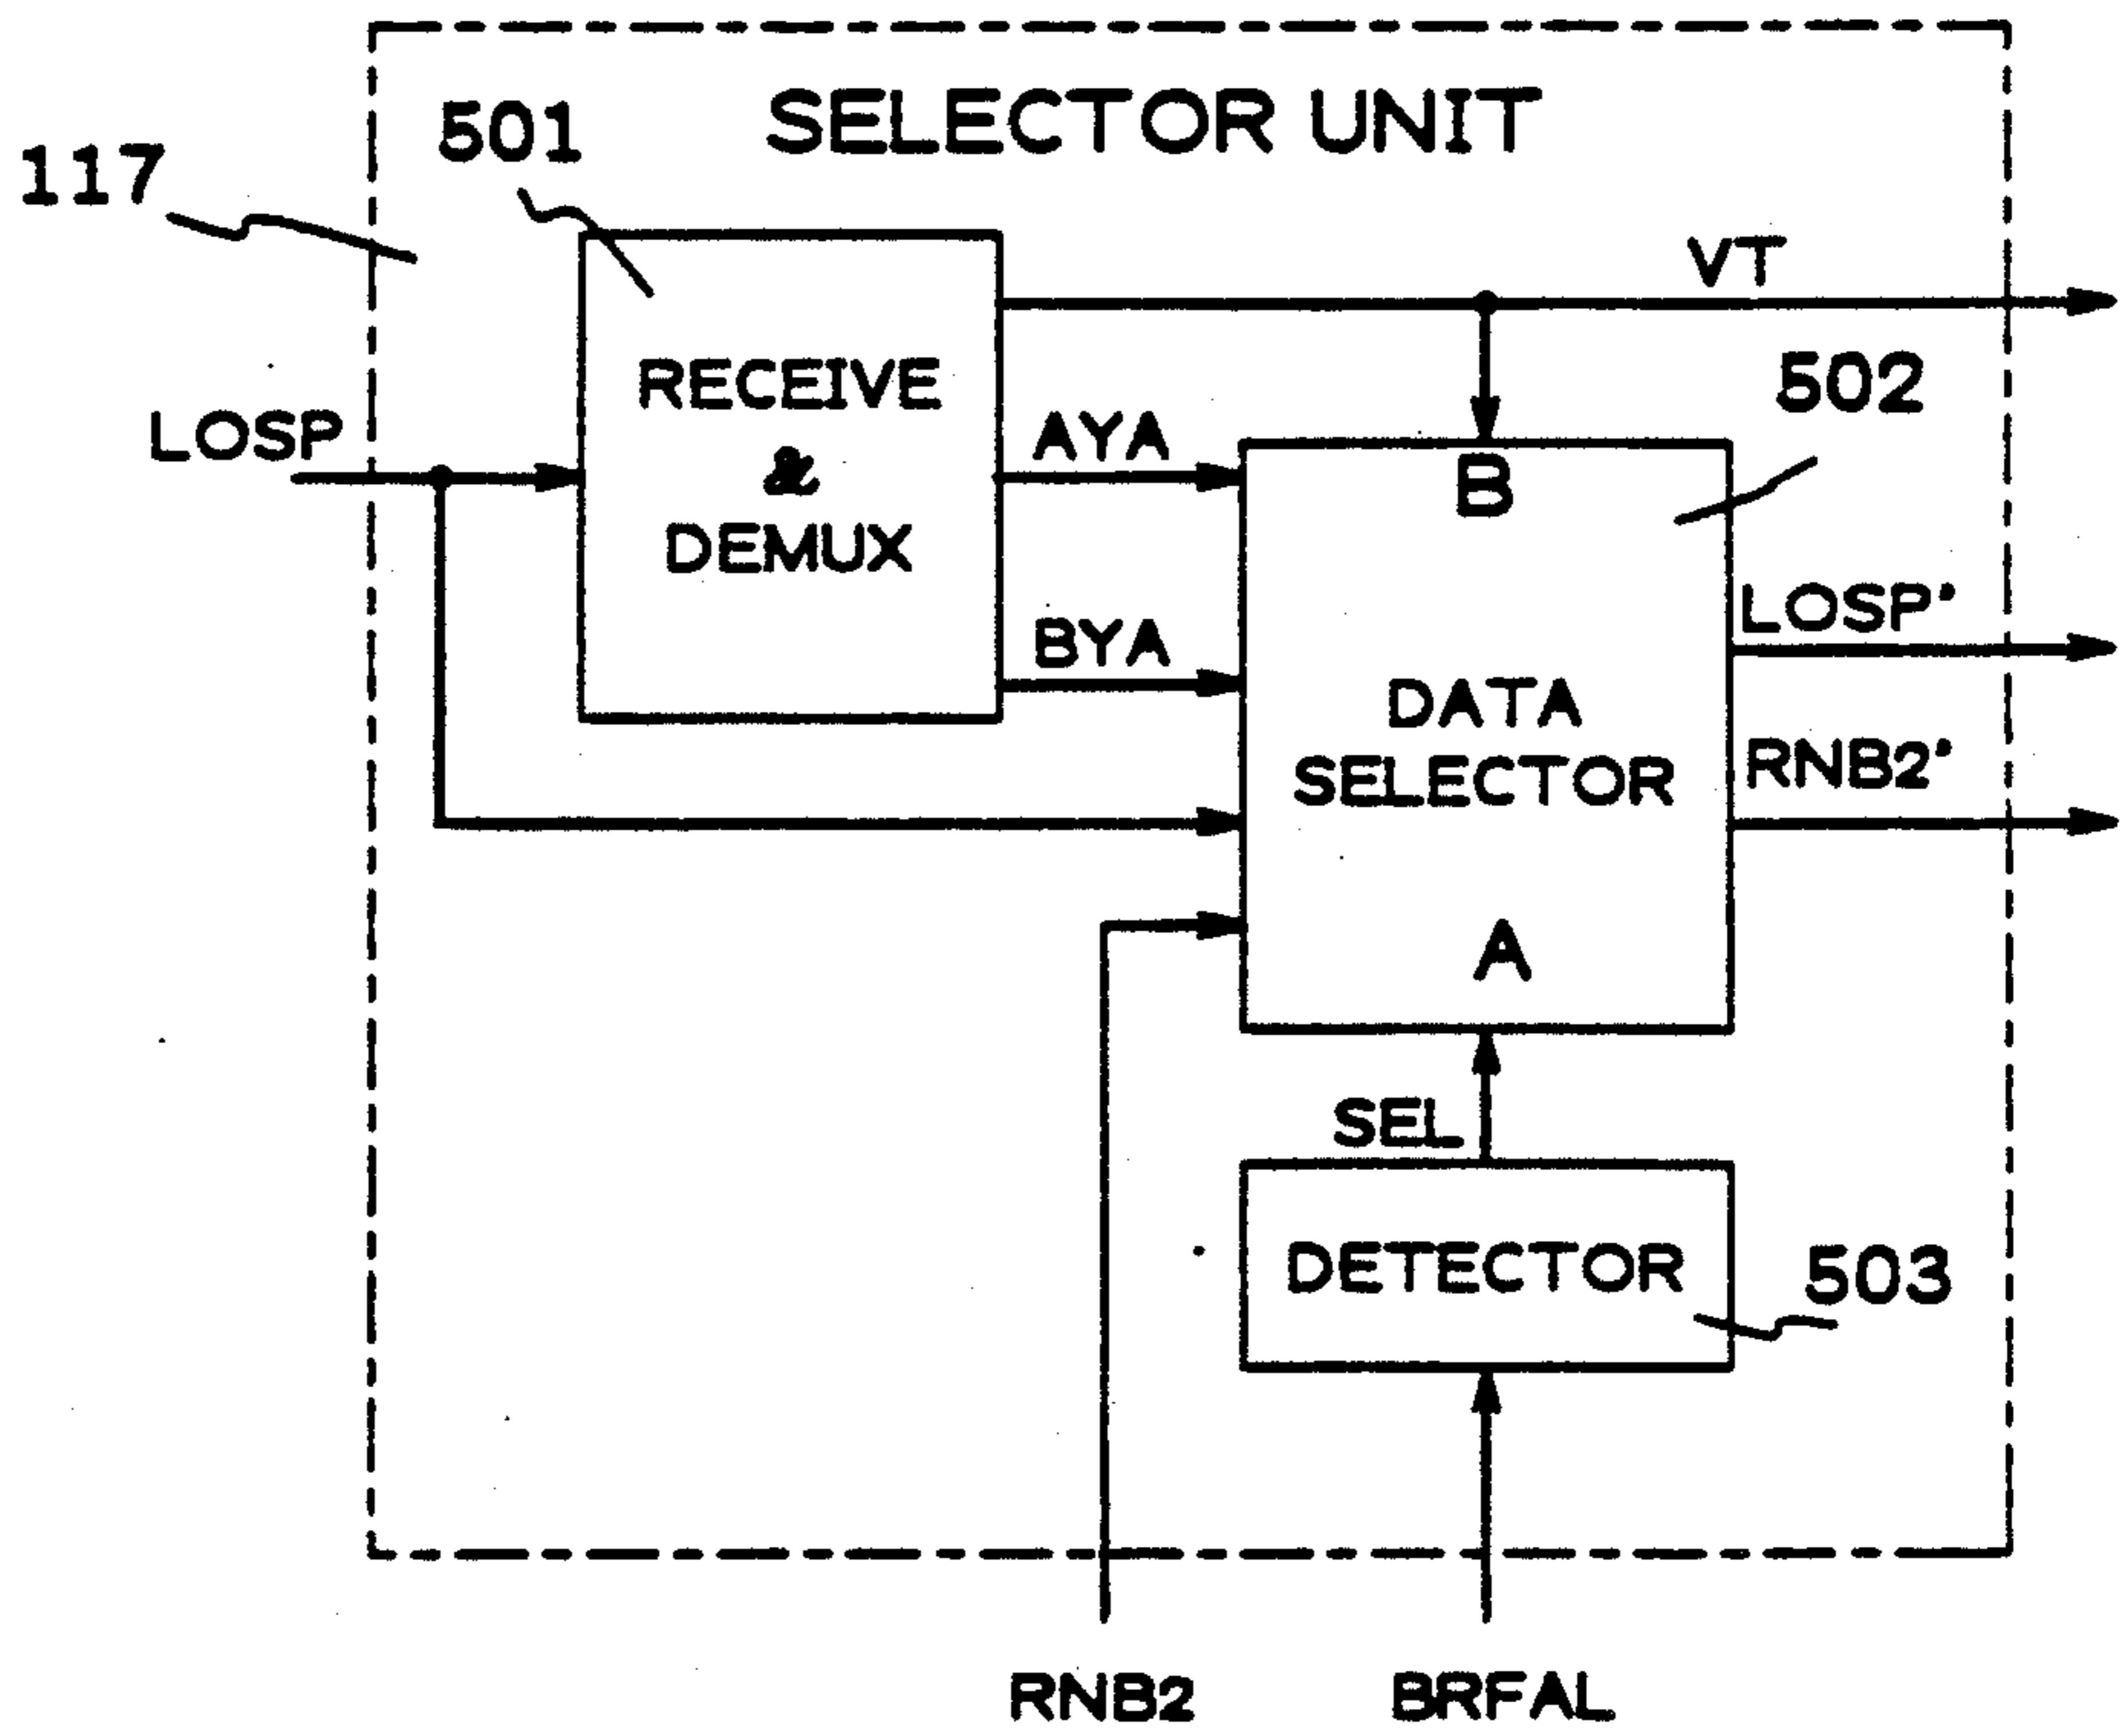 SELECTOR UNIT
501
117
VT
RECEIVE
&
DEMUX
502
LOSP
AYA
B
BYA
LOSP'
DATA
SELECTOR
RNB2'
A
SEL
DETECTOR
503
RNB2
BRFAL